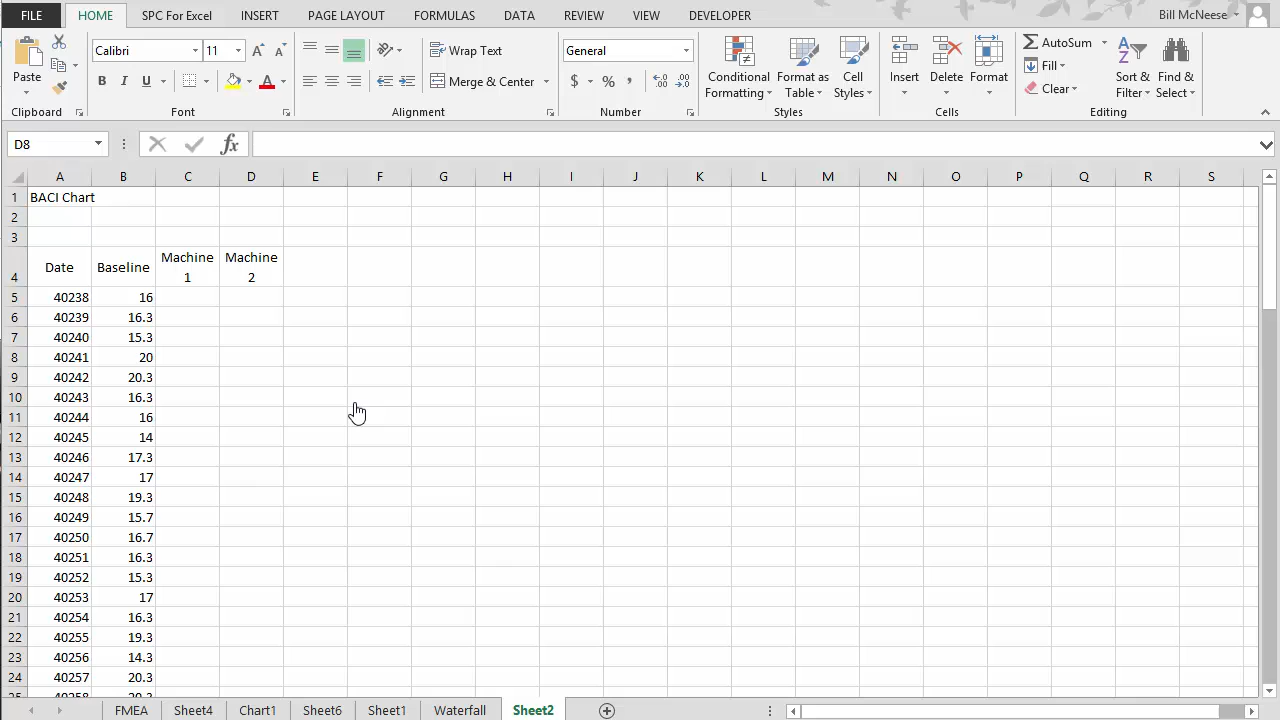 FILE HOME SPC For Excel INSERT PAGE LAYOUT FORMULAS DATA REVIEW VIEW DEVELOPER Bill McNeese
Paste
Clipboard
Calibri 11
B I U A
Font
Wrap Text
Merge & Center
Alignment
General
$ % ,
Number
Conditional Formatting
Format as Table
Cell Styles
Styles
Insert Delete Format
Cells
AutoSum
Fill
Clear
Sort & Filter
Find & Select
Editing
D8 fx
A B C D E F G H I J K L M N O P Q R S
1 BACI Chart
2
3
4 Date Baseline Machine 1 Machine 2
5 40238 16
6 40239 16.3
7 40240 15.3
8 40241 20
9 40242 20.3
10 40243 16.3
11 40244 16
12 40245 14
13 40246 17.3
14 40247 17
15 40248 19.3
16 40249 15.7
17 40250 16.7
18 40251 16.3
19 40252 15.3
20 40253 17
21 40254 16.3
22 40255 19.3
23 40256 14.3
24 40257 20.3
FMEA Sheet4 Chart1 Sheet6 Sheet1 Waterfall Sheet2